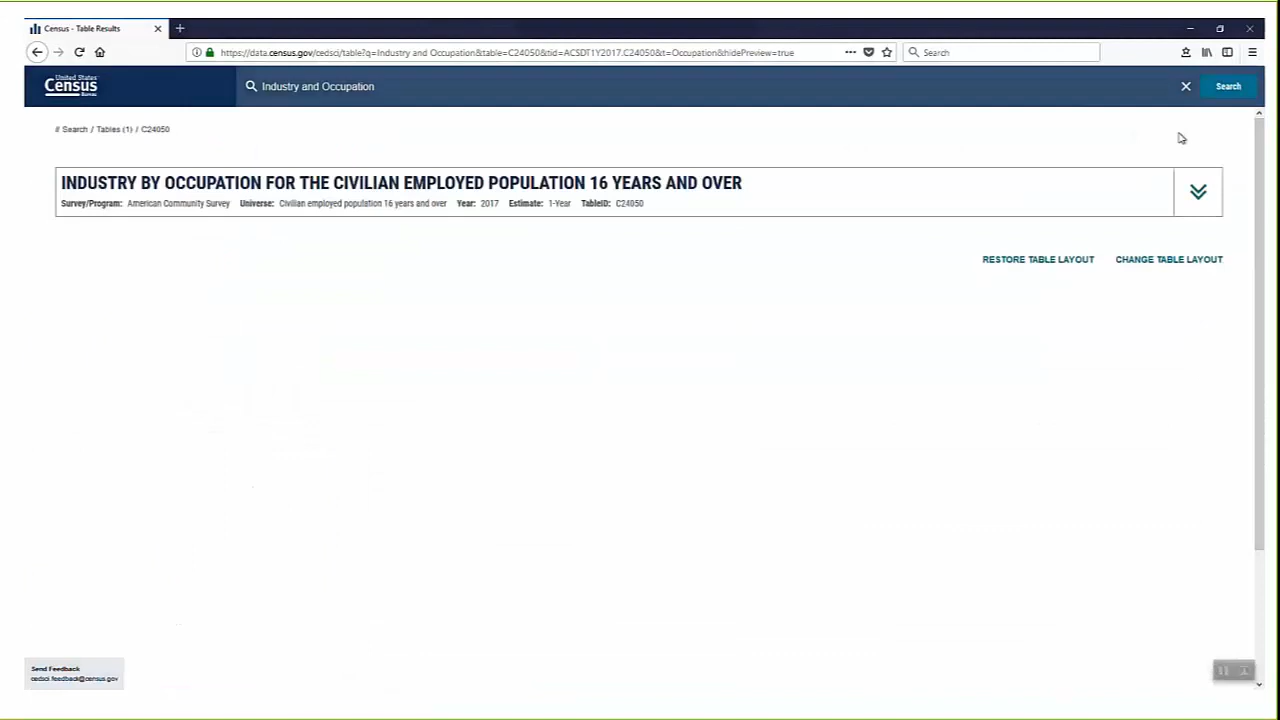 Census - Table Results
https://data.census.gov/cedsci/table?q=Industry and Occupation&table=C24050&tid=ACSDT1Y2017.C24050&t=Occupation&hidePreview=true
Search
United States
Census
Bureau
Industry and Occupation
Search
// Search / Tables (1) / C24050
INDUSTRY BY OCCUPATION FOR THE CIVILIAN EMPLOYED POPULATION 16 YEARS AND OVER
Survey/Program: American Community Survey Universe: Civilian employed population 16 years and over Year: 2017 Estimate: 1-Year TableID: C24050
RESTORE TABLE LAYOUT CHANGE TABLE LAYOUT
Send Feedback
cedsci.feedback@census.gov